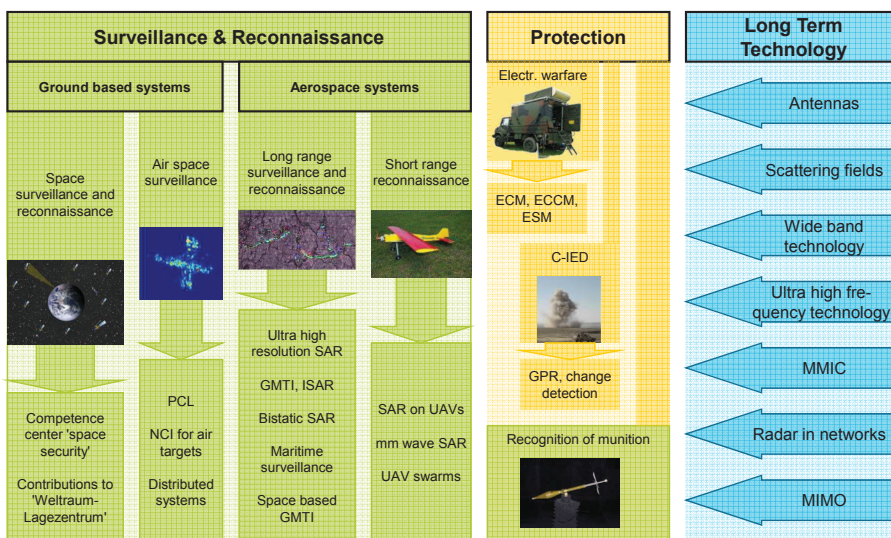 Surveillance & Reconnaissance
Ground based systems
Aerospace systems
Space
surveillance and
reconnaissance
Competence
center 'space
security'
Contributions to
'Weltraum-
Lagezentrum'
Air space
surveillance
PCL
NCI for air
targets
Distributed
systems
Long range
surveillance and
reconnaissance
Ultra high
resolution SAR
GMTI, ISAR
Bistatic SAR
Maritime
surveillance
Space based
GMTI
Short range
reconnaissance
SAR on UAVs
mm wave SAR
UAV swarms
Protection
Electr. warfare
ECM, ECCM,
ESM
C-IED
GPR, change
detection
Recognition of munition
Long Term
Technology
Antennas
Scattering fields
Wide band
technology
Ultra high fre-
quency technology
MMIC
Radar in networks
MIMO